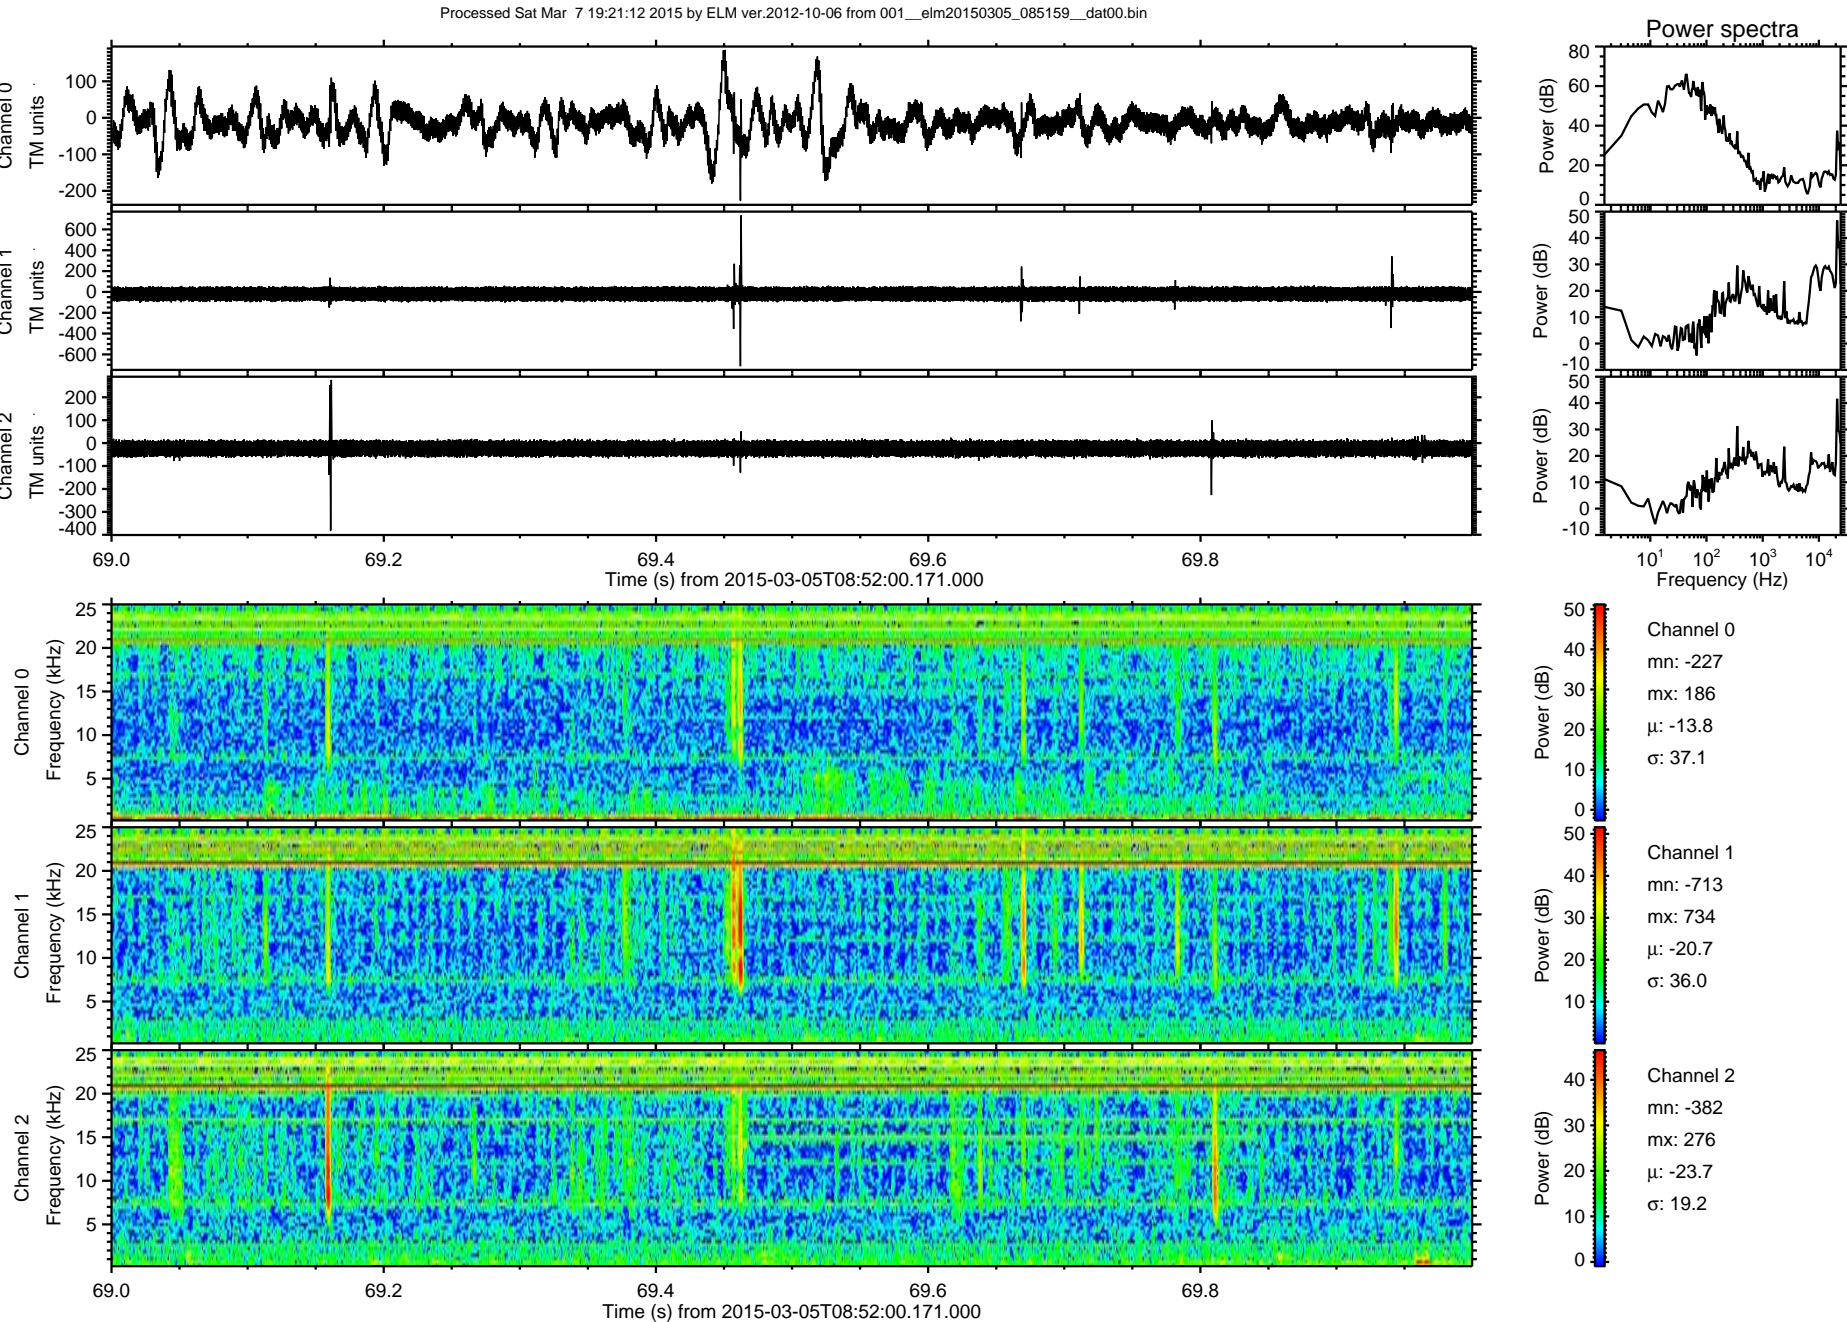 Processed Sat Mar 7 19:21:12 2015 by ELM ver.2012-10-06 from 001__elm20150305_085159__dat00.bin
Power spectra
Channel 0
TM units
100
0
-100
-200
Power (dB)
80
60
40
20
0
Channel 1
TM units
600
400
200
0
-200
-400
-600
Power (dB)
50
40
30
20
10
0
-10
Channel 2
TM units
200
100
0
-100
-200
-300
-400
Power (dB)
50
40
30
20
10
0
-10
69.0 69.2 69.4 69.6 69.8
Time (s) from 2015-03-05T08:52:00.171.000
10¹ 10² 10³ 10⁴
Frequency (Hz)
Channel 0
Frequency (kHz)
25
20
15
10
5
Power (dB)
50
40
30
20
10
0
Channel 0
mn: -227
mx: 186
μ: -13.8
σ: 37.1
Channel 1
Frequency (kHz)
25
20
15
10
5
Power (dB)
50
40
30
20
10
Channel 1
mn: -713
mx: 734
μ: -20.7
σ: 36.0
Channel 2
Frequency (kHz)
25
20
15
10
5
Power (dB)
40
30
20
10
0
Channel 2
mn: -382
mx: 276
μ: -23.7
σ: 19.2
69.0 69.2 69.4 69.6 69.8
Time (s) from 2015-03-05T08:52:00.171.000